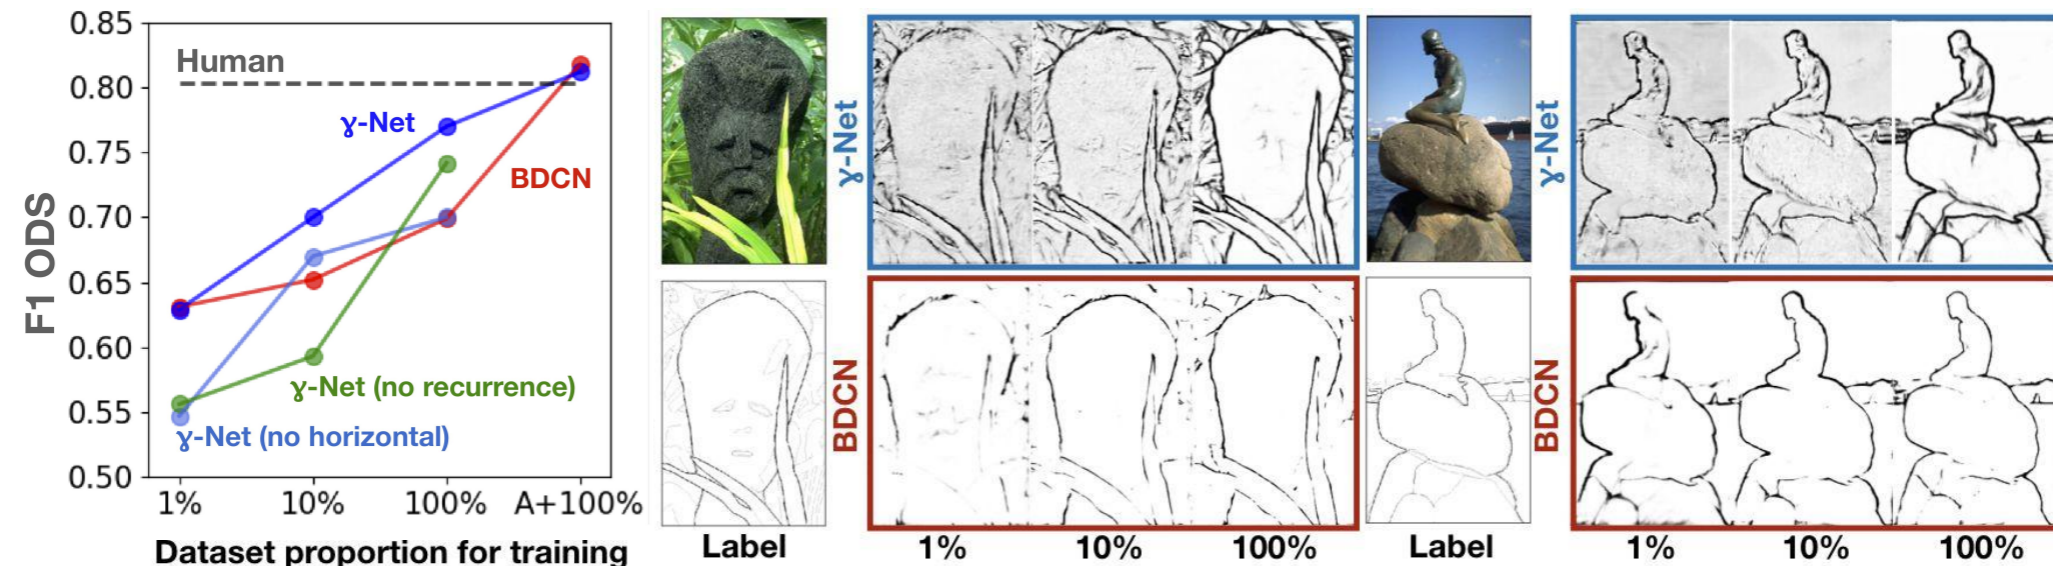 0.85
0.80
0.75
0.70
0.65
0.60
0.55
0.50
F1 ODS
Human
ɣ-Net
BDCN
ɣ-Net (no recurrence)
ɣ-Net (no horizontal)
1% 10% 100% A+100%
Dataset proportion for training
ɣ-Net
BDCN
Label 1% 10% 100%
ɣ-Net
BDCN
Label 1% 10% 100%